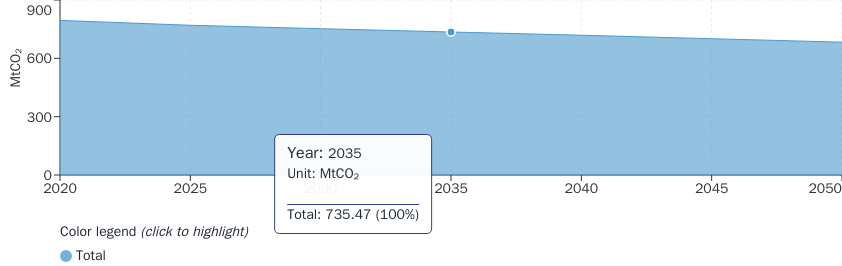 900
600
300
0
MtCO₂
2020 2025 2030 2035 2040 2045 2050
Year: 2035
Unit: MtCO₂
Total: 735.47 (100%)
Color legend (click to highlight)
Total